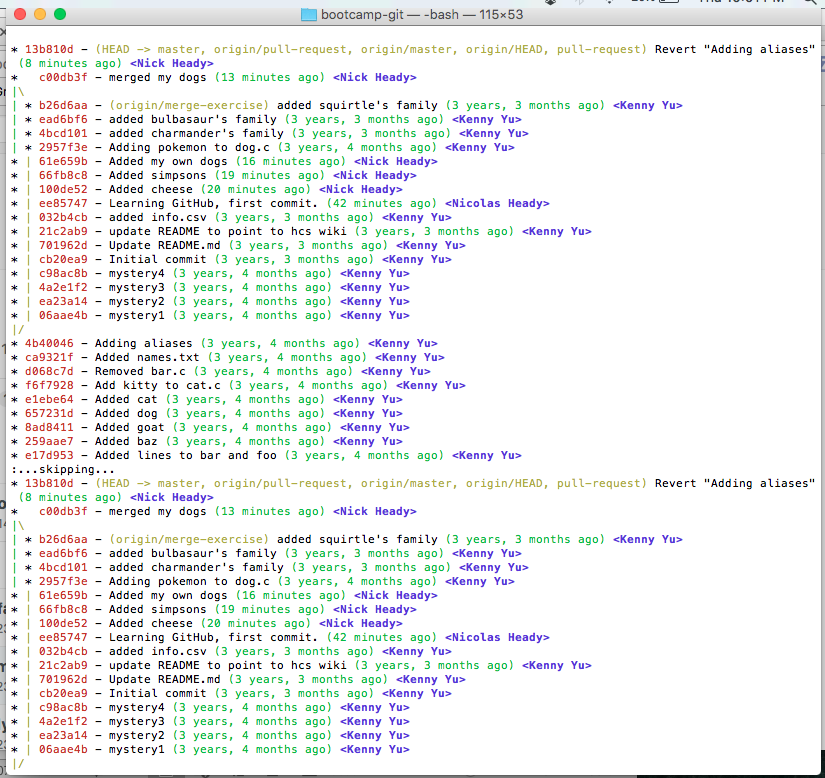 bootcamp-git — -bash — 115×53
* 13b810d - (HEAD -> master, origin/pull-request, origin/master, origin/HEAD, pull-request) Revert "Adding aliases"
(8 minutes ago) <Nick Heady>
*   c00db3f - merged my dogs (13 minutes ago) <Nick Heady>
|\
| * b26d6aa - (origin/merge-exercise) added squirtle's family (3 years, 3 months ago) <Kenny Yu>
| * ead6bf6 - added bulbasaur's family (3 years, 3 months ago) <Kenny Yu>
| * 4bcd101 - added charmander's family (3 years, 3 months ago) <Kenny Yu>
| * 2957f3e - Adding pokemon to dog.c (3 years, 4 months ago) <Kenny Yu>
* | 61e659b - Added my own dogs (16 minutes ago) <Nick Heady>
* | 66fb8c8 - Added simpsons (19 minutes ago) <Nick Heady>
* | 100de52 - Added cheese (20 minutes ago) <Nick Heady>
* | ee85747 - Learning GitHub, first commit. (42 minutes ago) <Nicolas Heady>
* | 032b4cb - added info.csv (3 years, 3 months ago) <Kenny Yu>
* | 21c2ab9 - update README to point to hcs wiki (3 years, 3 months ago) <Kenny Yu>
* | 701962d - Update README.md (3 years, 3 months ago) <Kenny Yu>
* | cb20ea9 - Initial commit (3 years, 3 months ago) <Kenny Yu>
* | c98ac8b - mystery4 (3 years, 4 months ago) <Kenny Yu>
* | 4a2e1f2 - mystery3 (3 years, 4 months ago) <Kenny Yu>
* | ea23a14 - mystery2 (3 years, 4 months ago) <Kenny Yu>
* | 06aae4b - mystery1 (3 years, 4 months ago) <Kenny Yu>
|/
* 4b40046 - Adding aliases (3 years, 4 months ago) <Kenny Yu>
* ca9321f - Added names.txt (3 years, 4 months ago) <Kenny Yu>
* d068c7d - Removed bar.c (3 years, 4 months ago) <Kenny Yu>
* f6f7928 - Add kitty to cat.c (3 years, 4 months ago) <Kenny Yu>
* e1ebe64 - Added cat (3 years, 4 months ago) <Kenny Yu>
* 657231d - Added dog (3 years, 4 months ago) <Kenny Yu>
* 8ad8411 - Added goat (3 years, 4 months ago) <Kenny Yu>
* 259aae7 - Added baz (3 years, 4 months ago) <Kenny Yu>
* e17d953 - Added lines to bar and foo (3 years, 4 months ago) <Kenny Yu>
:...skipping...
* 13b810d - (HEAD -> master, origin/pull-request, origin/master, origin/HEAD, pull-request) Revert "Adding aliases"
(8 minutes ago) <Nick Heady>
*   c00db3f - merged my dogs (13 minutes ago) <Nick Heady>
|\
| * b26d6aa - (origin/merge-exercise) added squirtle's family (3 years, 3 months ago) <Kenny Yu>
| * ead6bf6 - added bulbasaur's family (3 years, 3 months ago) <Kenny Yu>
| * 4bcd101 - added charmander's family (3 years, 3 months ago) <Kenny Yu>
| * 2957f3e - Adding pokemon to dog.c (3 years, 4 months ago) <Kenny Yu>
* | 61e659b - Added my own dogs (16 minutes ago) <Nick Heady>
* | 66fb8c8 - Added simpsons (19 minutes ago) <Nick Heady>
* | 100de52 - Added cheese (20 minutes ago) <Nick Heady>
* | ee85747 - Learning GitHub, first commit. (42 minutes ago) <Nicolas Heady>
* | 032b4cb - added info.csv (3 years, 3 months ago) <Kenny Yu>
* | 21c2ab9 - update README to point to hcs wiki (3 years, 3 months ago) <Kenny Yu>
* | 701962d - Update README.md (3 years, 3 months ago) <Kenny Yu>
* | cb20ea9 - Initial commit (3 years, 3 months ago) <Kenny Yu>
* | c98ac8b - mystery4 (3 years, 4 months ago) <Kenny Yu>
* | 4a2e1f2 - mystery3 (3 years, 4 months ago) <Kenny Yu>
* | ea23a14 - mystery2 (3 years, 4 months ago) <Kenny Yu>
* | 06aae4b - mystery1 (3 years, 4 months ago) <Kenny Yu>
|/